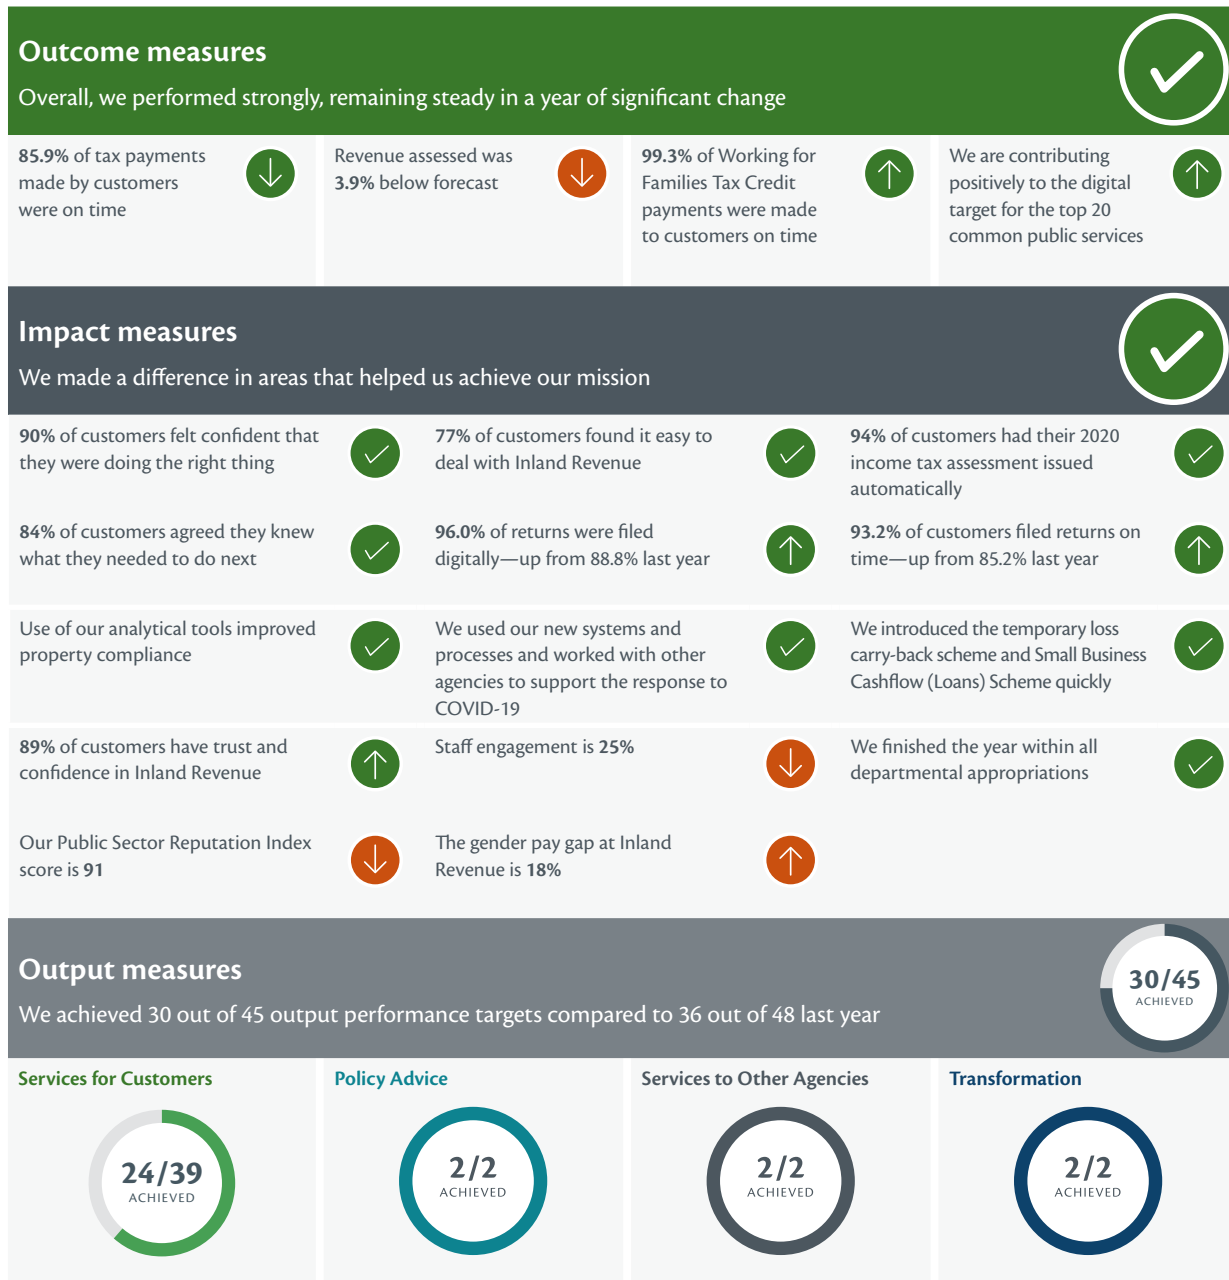 Outcome measures
Overall, we performed strongly, remaining steady in a year of significant change
85.9% of tax payments
made by customers
were on time
Revenue assessed was
3.9% below forecast
99.3% of Working for
Families Tax Credit
payments were made
to customers on time
We are contributing
positively to the digital
target for the top 20
common public services
Impact measures
We made a difference in areas that helped us achieve our mission
90% of customers felt confident that
they were doing the right thing
77% of customers found it easy to
deal with Inland Revenue
94% of customers had their 2020
income tax assessment issued
automatically
84% of customers agreed they knew
what they needed to do next
96.0% of returns were filed
digitally—up from 88.8% last year
93.2% of customers filed returns on
time—up from 85.2% last year
Use of our analytical tools improved
property compliance
We used our new systems and
processes and worked with other
agencies to support the response to
COVID-19
We introduced the temporary loss
carry-back scheme and Small Business
Cashflow (Loans) Scheme quickly
89% of customers have trust and
confidence in Inland Revenue
Staff engagement is 25%
We finished the year within all
departmental appropriations
Our Public Sector Reputation Index
score is 91
The gender pay gap at Inland
Revenue is 18%
Output measures
We achieved 30 out of 45 output performance targets compared to 36 out of 48 last year
30/45
ACHIEVED
Services for Customers
24/39
ACHIEVED
Policy Advice
2/2
ACHIEVED
Services to Other Agencies
2/2
ACHIEVED
Transformation
2/2
ACHIEVED